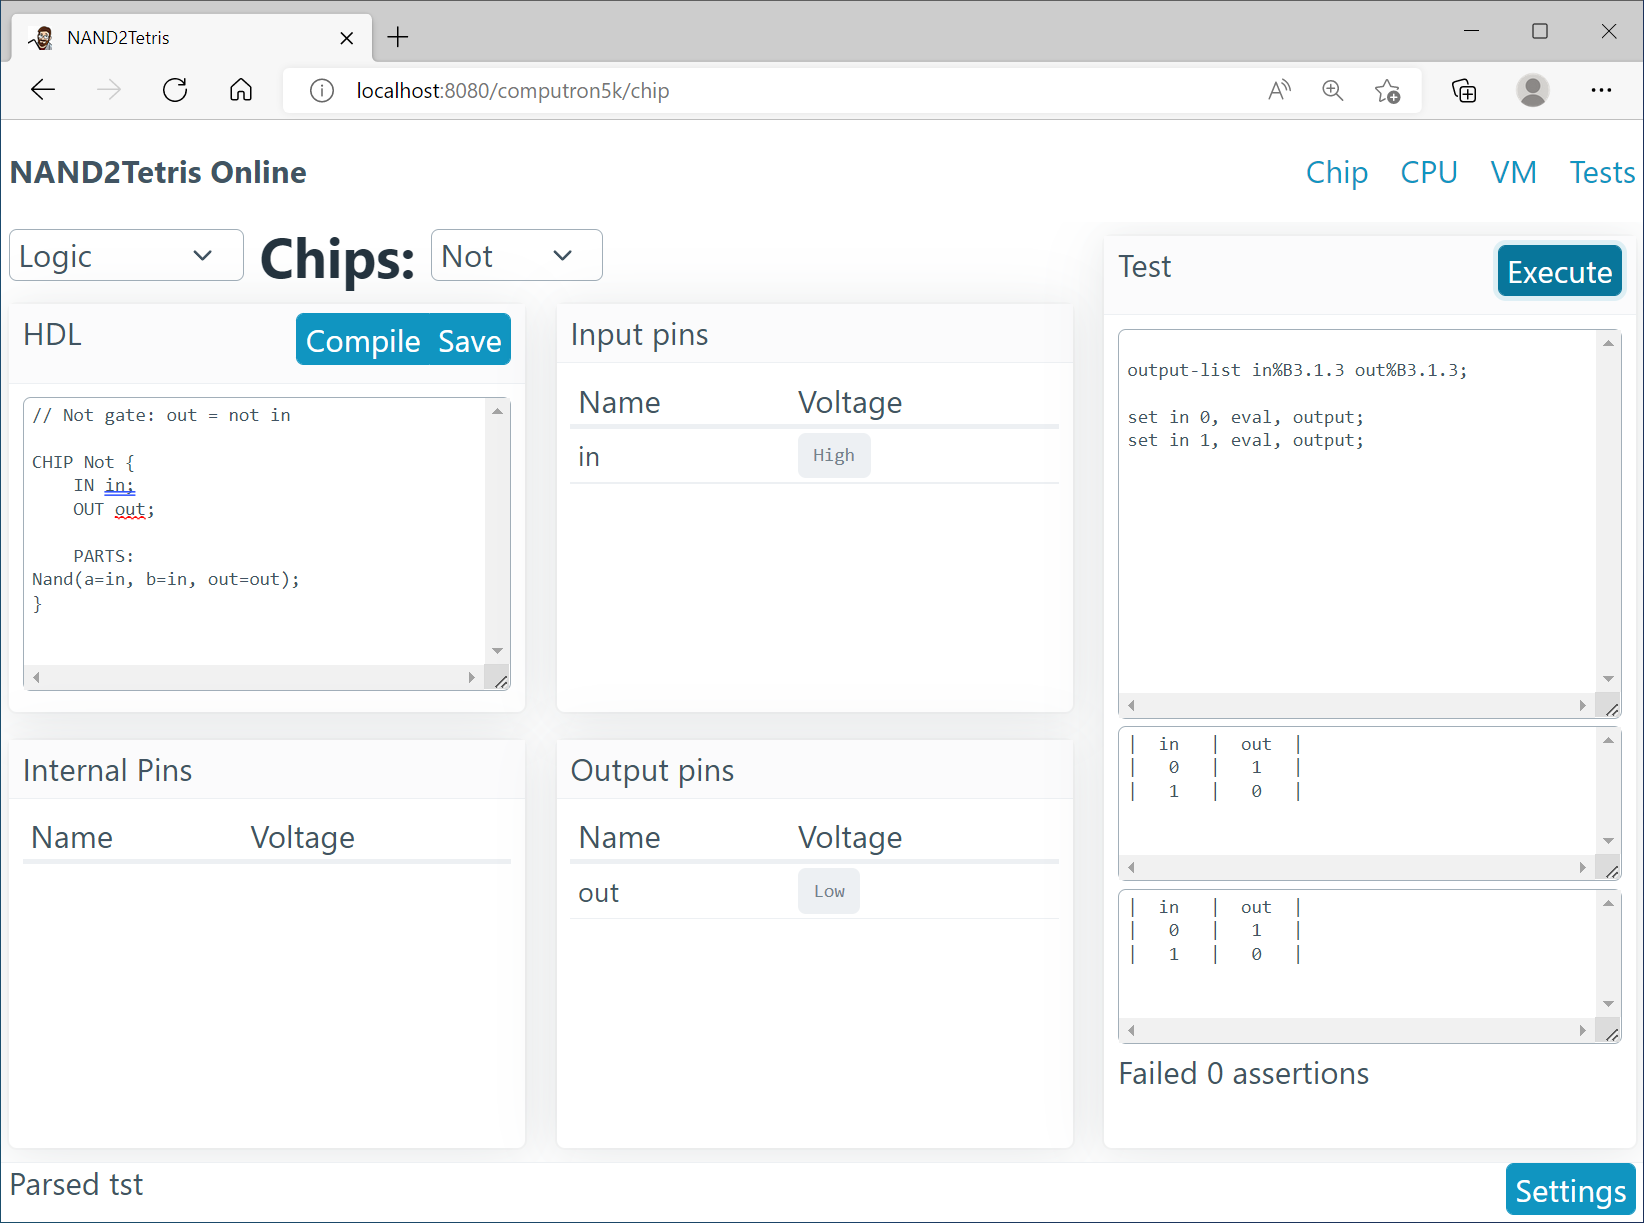 NAND2Tetris
localhost:8080/computron5k/chip
NAND2Tetris Online
Chip CPU VM Tests
Logic Chips: Not
HDL Compile Save
// Not gate: out = not in
CHIP Not {
IN in;
OUT out;
PARTS:
Nand(a=in, b=in, out=out);
}
Input pins
Name Voltage
in High
Internal Pins
Name Voltage
Output pins
Name Voltage
out Low
Test Execute
output-list in%B3.1.3 out%B3.1.3;
set in 0, eval, output;
set in 1, eval, output;
| in | out |
| 0 | 1 |
| 1 | 0 |
| in | out |
| 0 | 1 |
| 1 | 0 |
Failed 0 assertions
Parsed tst
Settings